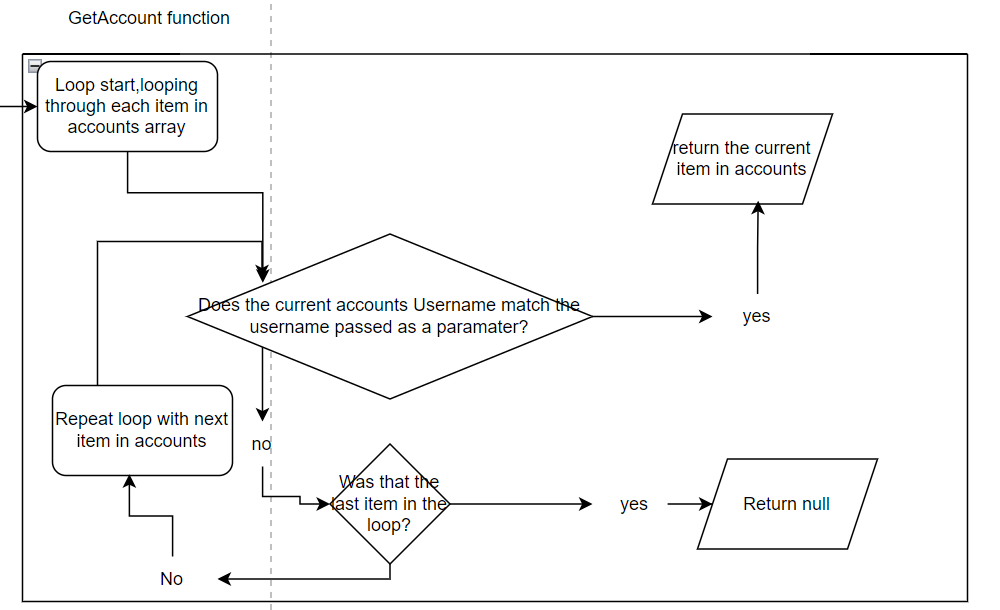 GetAccount function
Loop start,looping
through each item in
accounts array
return the current
item in accounts
Does the current accounts Username match the
username passed as a paramater?
yes
Repeat loop with next
item in accounts
no
Was that the
last item in the
loop?
yes
Return null
No